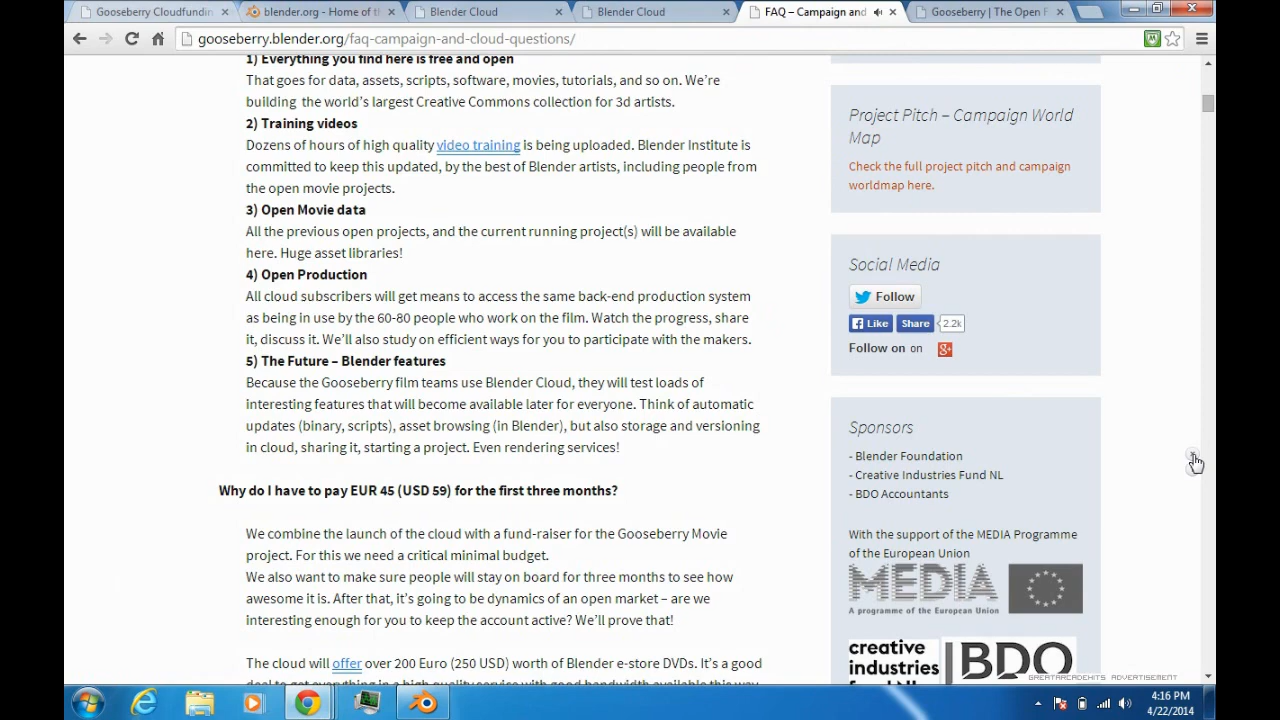 Gooseberry Cloudfundin
blender.org - Home of t
Blender Cloud
Blender Cloud
FAQ – Campaign and
Gooseberry | The Open F
gooseberry.blender.org/faq-campaign-and-cloud-questions/
1) Everything you find here is free and open
That goes for data, assets, scripts, software, movies, tutorials, and so on. We're
building the world's largest Creative Commons collection for 3d artists.
2) Training videos
Dozens of hours of high quality video training is being uploaded. Blender Institute is
committed to keep this updated, by the best of Blender artists, including people from
the open movie projects.
3) Open Movie data
All the previous open projects, and the current running project(s) will be available
here. Huge asset libraries!
4) Open Production
All cloud subscribers will get means to access the same back-end production system
as being in use by the 60-80 people who work on the film. Watch the progress, share
it, discuss it. We'll also study on efficient ways for you to participate with the makers.
5) The Future – Blender features
Because the Gooseberry film teams use Blender Cloud, they will test loads of
interesting features that will become available later for everyone. Think of automatic
updates (binary, scripts), asset browsing (in Blender), but also storage and versioning
in cloud, sharing it, starting a project. Even rendering services!
Why do I have to pay EUR 45 (USD 59) for the first three months?
We combine the launch of the cloud with a fund-raiser for the Gooseberry Movie
project. For this we need a critical minimal budget.
We also want to make sure people will stay on board for three months to see how
awesome it is. After that, it's going to be dynamics of an open market – are we
interesting enough for you to keep the account active? We'll prove that!
The cloud will offer over 200 Euro (250 USD) worth of Blender e-store DVDs. It's a good
deal to get everything in a high quality service with good bandwidth available this way
Project Pitch – Campaign World
Map
Check the full project pitch and campaign
worldmap here.
Social Media
Follow
Like Share 2.2k
Follow on on
Sponsors
- Blender Foundation
- Creative Industries Fund NL
- BDO Accountants
With the support of the MEDIA Programme
of the European Union
MEDIA
A programme of the European Union
creative
industries
BDO
GREATARCADEHITS ADVERTISEMENT
4:16 PM
4/22/2014